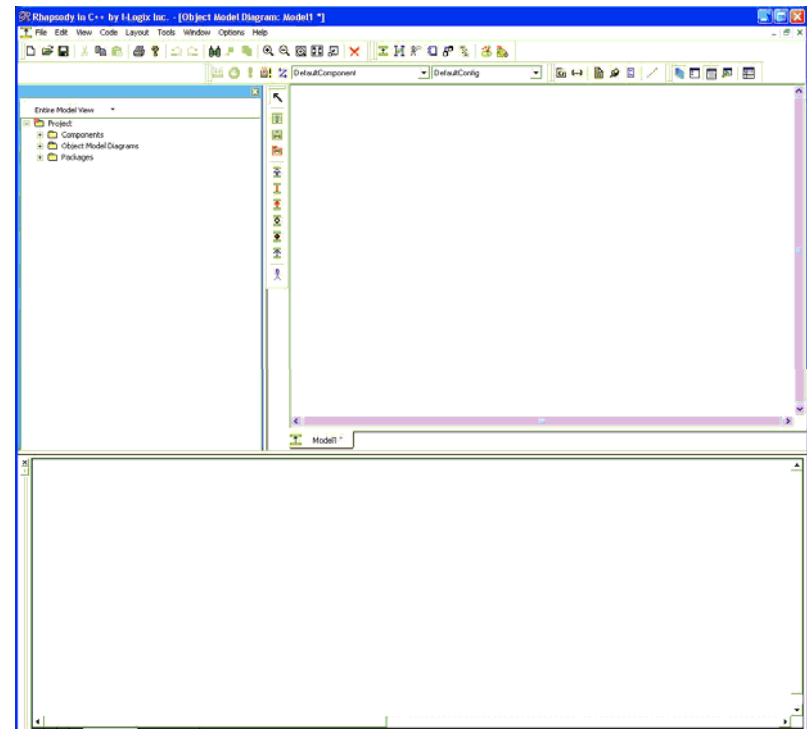 Rhapsody in C++ by I-Logix Inc. - [Object Model Diagram: Model1 *]
File Edit View Code Layout Tools Window Options Help
DefaultComponent DefaultConfig
Entire Model View
Project
Components
Object Model Diagrams
Packages
Model1 *